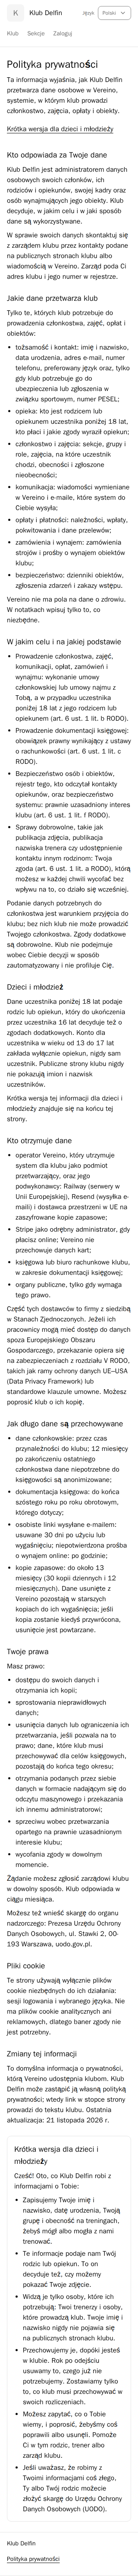 K Klub Delfin Język Polski
Klub Sekcje Zaloguj
Polityka prywatności
Ta informacja wyjaśnia, jak Klub Delfin
przetwarza dane osobowe w Vereino,
systemie, w którym klub prowadzi
członkostwo, zajęcia, opłaty i obiekty.
Krótka wersja dla dzieci i młodzieży
Kto odpowiada za Twoje dane
Klub Delfin jest administratorem danych
osobowych swoich członków, ich rodzin
i opiekunów, uczestników zajęć oraz
osób wynajmujących jego obiekty. Klub
decyduje, w jakim celu i w jaki sposób
dane są wykorzystywane.
W sprawie swoich danych skontaktuj się
z zarządem klubu przez kontakty podane
na publicznych stronach klubu albo
wiadomością w Vereino. Zarząd poda Ci
adres klubu i jego numer w rejestrze.
Jakie dane przetwarza klub
Tylko te, których klub potrzebuje do
prowadzenia członkostwa, zajęć, opłat i
obiektów:
• tożsamość i kontakt: imię i nazwisko,
data urodzenia, adres e-mail, numer
telefonu, preferowany język oraz, tylko
gdy klub potrzebuje go do
ubezpieczenia lub zgłoszenia w
związku sportowym, numer PESEL;
• opieka: kto jest rodzicem lub
opiekunem uczestnika poniżej 18 lat,
kto płaci i jakie zgody wyraził opiekun;
• członkostwo i zajęcia: sekcje, grupy i
role, zajęcia, na które uczestnik
chodzi, obecności i zgłoszone
nieobecności;
• komunikacja: wiadomości wymieniane
w Vereino i e-maile, które system do
Ciebie wysyła;
• opłaty i płatności: należności, wpłaty,
powiadomienia i dane przelewów;
• zamówienia i wynajem: zamówienia
strojów i prośby o wynajem obiektów
klubu;
• bezpieczeństwo: dzienniki obiektów,
zgłoszenia zdarzeń i zakazy wstępu.
Vereino nie ma pola na dane o zdrowiu.
W notatkach wpisuj tylko to, co
niezbędne.
W jakim celu i na jakiej podstawie
• Prowadzenie członkostwa, zajęć,
komunikacji, opłat, zamówień i
wynajmu: wykonanie umowy
członkowskiej lub umowy najmu z
Tobą, a w przypadku uczestnika
poniżej 18 lat z jego rodzicem lub
opiekunem (art. 6 ust. 1 lit. b RODO).
• Prowadzenie dokumentacji księgowej:
obowiązek prawny wynikający z ustawy
o rachunkowości (art. 6 ust. 1 lit. c
RODO).
• Bezpieczeństwo osób i obiektów,
rejestr tego, kto odczytał kontakty
opiekunów, oraz bezpieczeństwo
systemu: prawnie uzasadniony interes
klubu (art. 6 ust. 1 lit. f RODO).
• Sprawy dobrowolne, takie jak
publikacja zdjęcia, publikacja
nazwiska trenera czy udostępnienie
kontaktu innym rodzinom: Twoja
zgoda (art. 6 ust. 1 lit. a RODO), którą
możesz w każdej chwili wycofać bez
wpływu na to, co działo się wcześniej.
Podanie danych potrzebnych do
członkostwa jest warunkiem przyjęcia do
klubu; bez nich klub nie może prowadzić
Twojego członkostwa. Zgody dodatkowe
są dobrowolne. Klub nie podejmuje
wobec Ciebie decyzji w sposób
zautomatyzowany i nie profiluje Cię.
Dzieci i młodzież
Dane uczestnika poniżej 18 lat podaje
rodzic lub opiekun, który do ukończenia
przez uczestnika 16 lat decyduje też o
zgodach dodatkowych. Konto dla
uczestnika w wieku od 13 do 17 lat
zakłada wyłącznie opiekun, nigdy sam
uczestnik. Publiczne strony klubu nigdy
nie pokazują imion i nazwisk
uczestników.
Krótka wersja tej informacji dla dzieci i
młodzieży znajduje się na końcu tej
strony.
Kto otrzymuje dane
• operator Vereino, który utrzymuje
system dla klubu jako podmiot
przetwarzający, oraz jego
podwykonawcy: Railway (serwery w
Unii Europejskiej), Resend (wysyłka e-
maili) i dostawca przestrzeni w UE na
zaszyfrowane kopie zapasowe;
• Stripe jako odrębny administrator, gdy
płacisz online; Vereino nie
przechowuje danych kart;
• księgowa lub biuro rachunkowe klubu,
w zakresie dokumentacji księgowej;
• organy publiczne, tylko gdy wymaga
tego prawo.
Część tych dostawców to firmy z siedzibą
w Stanach Zjednoczonych. Jeżeli ich
pracownicy mogą mieć dostęp do danych
spoza Europejskiego Obszaru
Gospodarczego, przekazanie opiera się
na zabezpieczeniach z rozdziału V RODO,
takich jak ramy ochrony danych UE–USA
(Data Privacy Framework) lub
standardowe klauzule umowne. Możesz
poprosić klub o ich kopię.
Jak długo dane są przechowywane
• dane członkowskie: przez czas
przynależności do klubu; 12 miesięcy
po zakończeniu ostatniego
członkostwa dane niepotrzebne do
księgowości są anonimizowane;
• dokumentacja księgowa: do końca
szóstego roku po roku obrotowym,
którego dotyczy;
• osobiste linki wysyłane e-mailem:
usuwane 30 dni po użyciu lub
wygaśnięciu; niepotwierdzona prośba
o wynajem online: po godzinie;
• kopie zapasowe: do około 13
miesięcy (30 kopii dziennych i 12
miesięcznych). Dane usunięte z
Vereino pozostają w starszych
kopiach do ich wygaśnięcia; jeśli
kopia zostanie kiedyś przywrócona,
usunięcie jest powtarzane.
Twoje prawa
Masz prawo:
• dostępu do swoich danych i
otrzymania ich kopii;
• sprostowania nieprawidłowych
danych;
• usunięcia danych lub ograniczenia ich
przetwarzania, jeśli pozwala na to
prawo; dane, które klub musi
przechowywać dla celów księgowych,
pozostają do końca tego okresu;
• otrzymania podanych przez siebie
danych w formacie nadającym się do
odczytu maszynowego i przekazania
ich innemu administratorowi;
• sprzeciwu wobec przetwarzania
opartego na prawnie uzasadnionym
interesie klubu;
• wycofania zgody w dowolnym
momencie.
Żądanie możesz zgłosić zarządowi klubu
w dowolny sposób. Klub odpowiada w
ciągu miesiąca.
Możesz też wnieść skargę do organu
nadzorczego: Prezesa Urzędu Ochrony
Danych Osobowych, ul. Stawki 2, 00-
193 Warszawa, uodo.gov.pl.
Pliki cookie
Te strony używają wyłącznie plików
cookie niezbędnych do ich działania:
sesji logowania i wybranego języka. Nie
ma plików cookie analitycznych ani
reklamowych, dlatego baner zgody nie
jest potrzebny.
Zmiany tej informacji
To domyślna informacja o prywatności,
którą Vereino udostępnia klubom. Klub
Delfin może zastąpić ją własną polityką
prywatności; wtedy link w stopce strony
prowadzi do tekstu klubu. Ostatnia
aktualizacja: 21 listopada 2026 r.
Krótka wersja dla dzieci i
młodzieży
Cześć! Oto, co Klub Delfin robi z
informacjami o Tobie:
• Zapisujemy Twoje imię i
nazwisko, datę urodzenia, Twoją
grupę i obecność na treningach,
żebyś mógł albo mogła z nami
trenować.
• Te informacje podaje nam Twój
rodzic lub opiekun. To on
decyduje też, czy możemy
pokazać Twoje zdjęcie.
• Widzą je tylko osoby, które ich
potrzebują: Twoi trenerzy i osoby,
które prowadzą klub. Twoje imię i
nazwisko nigdy nie pojawia się
na publicznych stronach klubu.
• Przechowujemy je, dopóki jesteś
w klubie. Rok po odejściu
usuwamy to, czego już nie
potrzebujemy. Zostawiamy tylko
to, co klub musi przechowywać w
swoich rozliczeniach.
• Możesz zapytać, co o Tobie
wiemy, i poprosić, żebyśmy coś
poprawili albo usunęli. Pomoże
Ci w tym rodzic, trener albo
zarząd klubu.
• Jeśli uważasz, że robimy z
Twoimi informacjami coś złego,
Ty albo Twój rodzic możecie
złożyć skargę do Urzędu Ochrony
Danych Osobowych (UODO).
Klub Delfin
Polityka prywatności